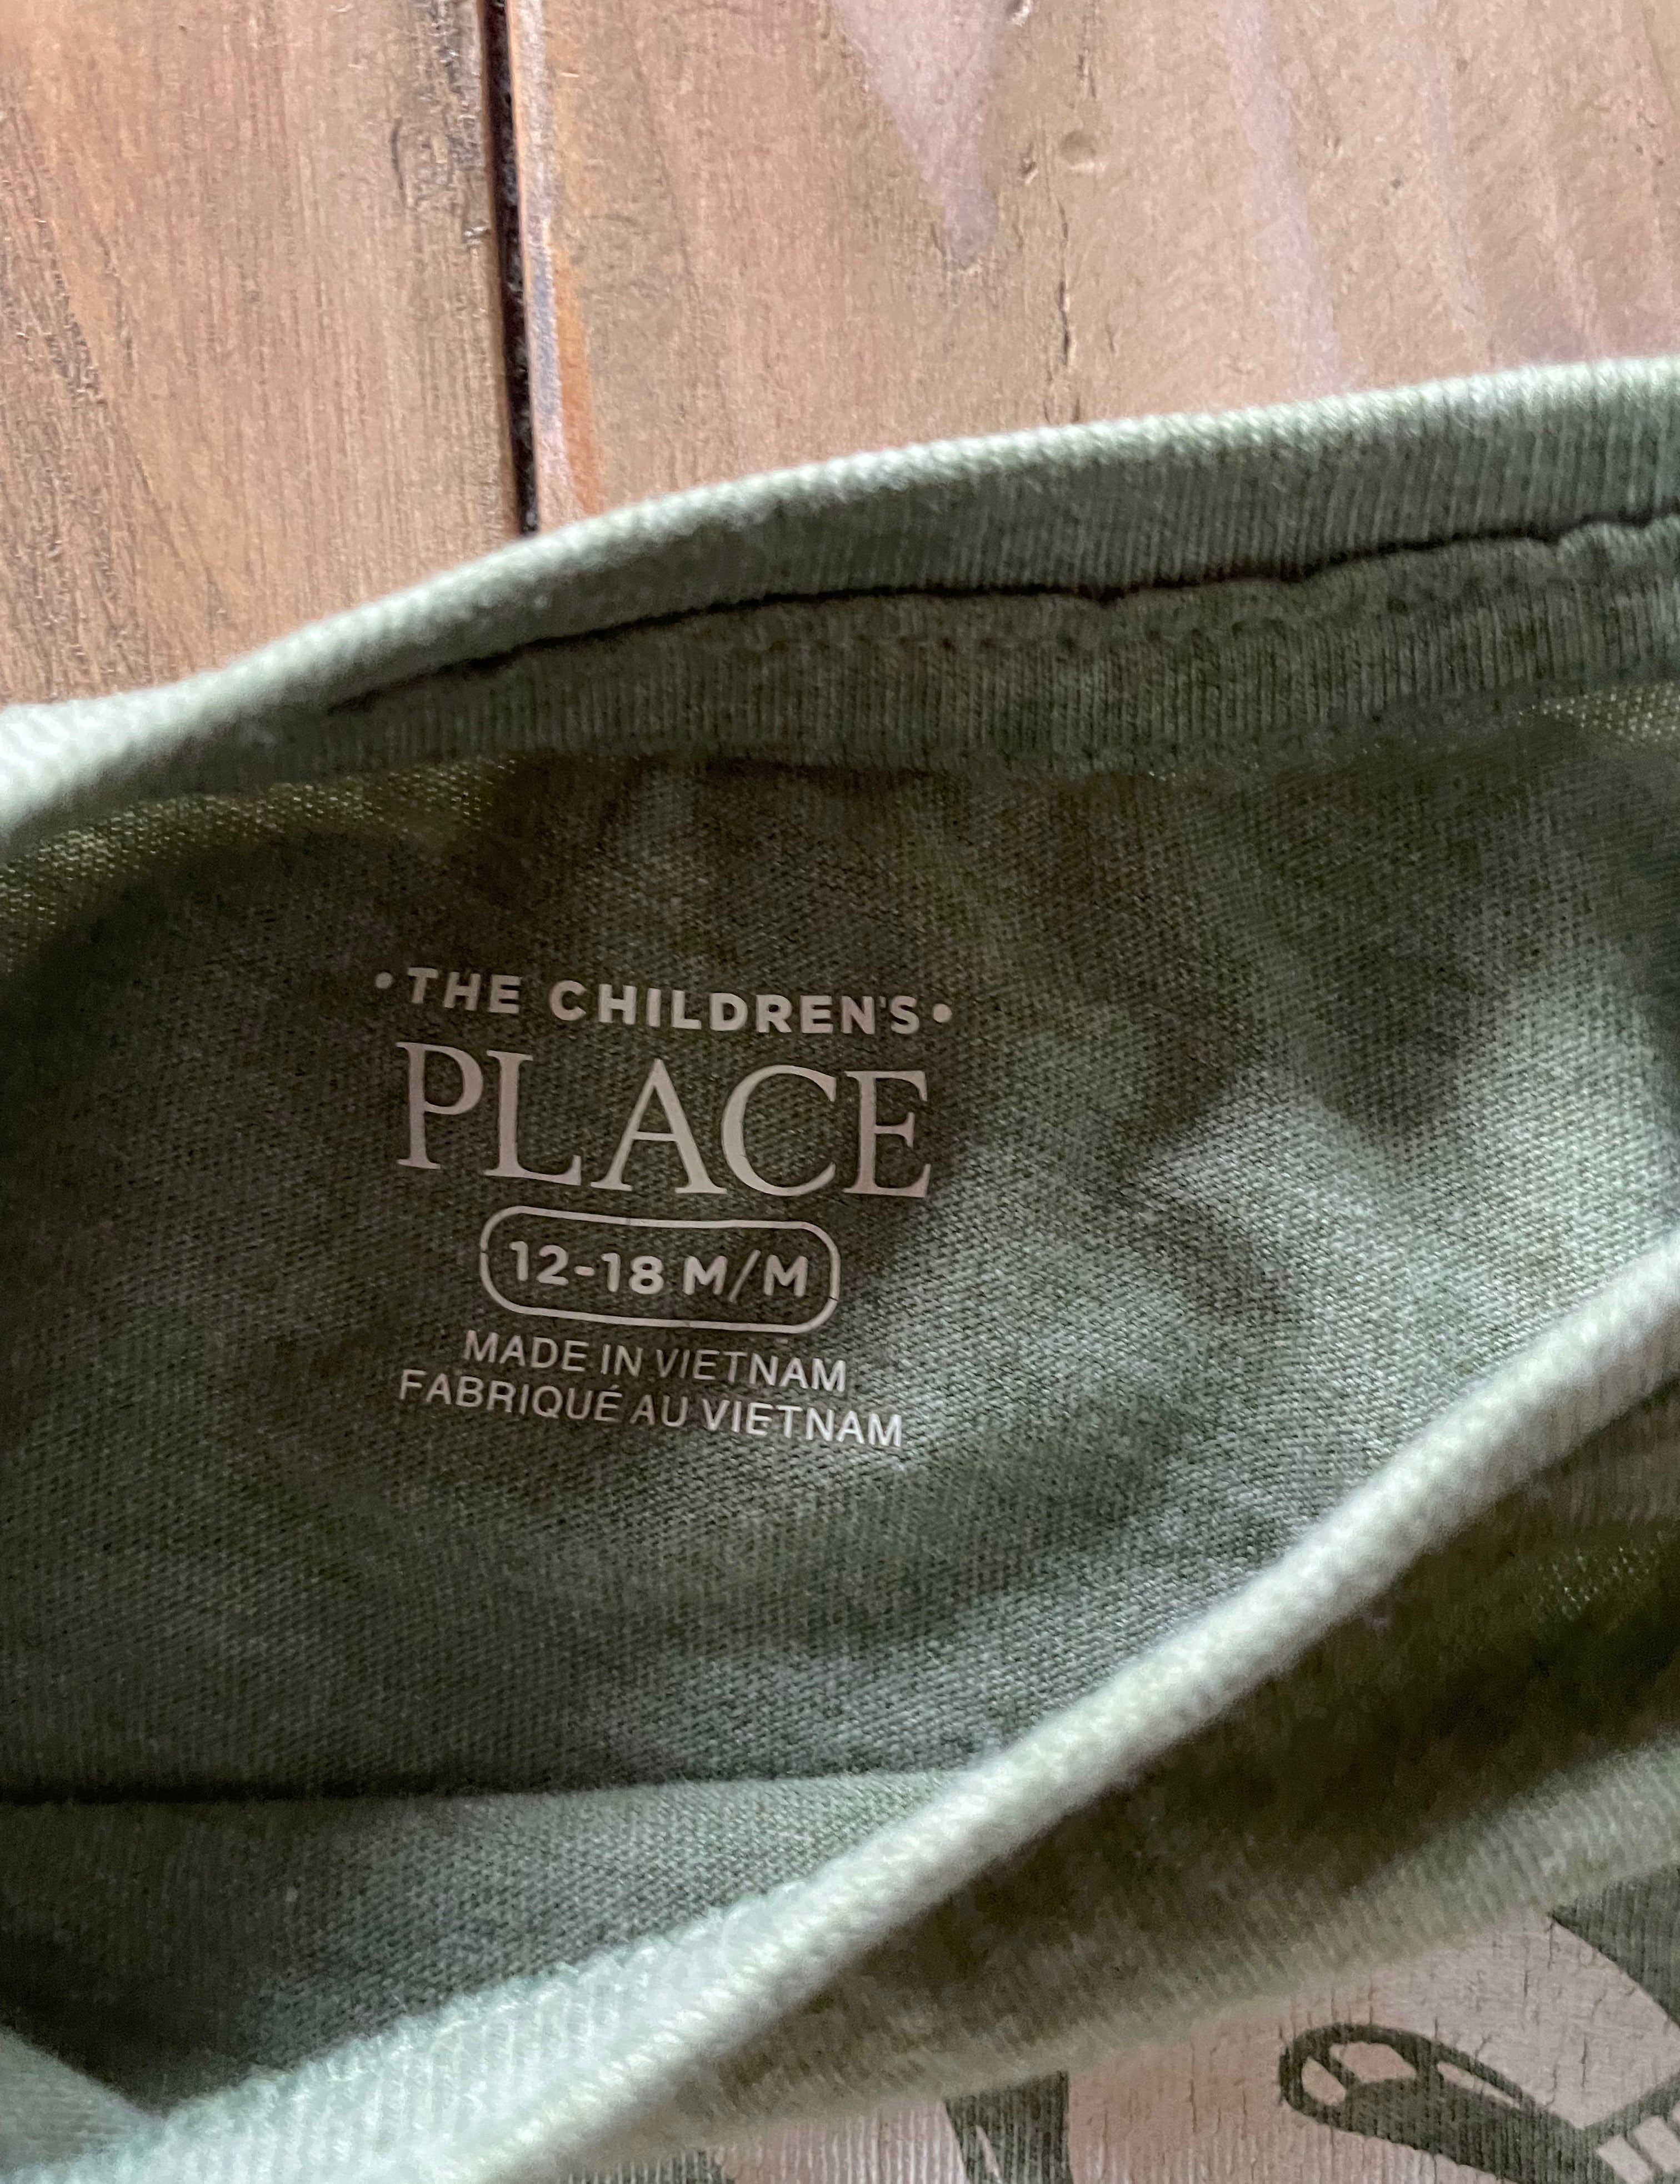 •THE CHILDREN'S•
PLACE
12-18 M/M
MADE IN VIETNAM
FABRIQUÉ AU VIETNAM